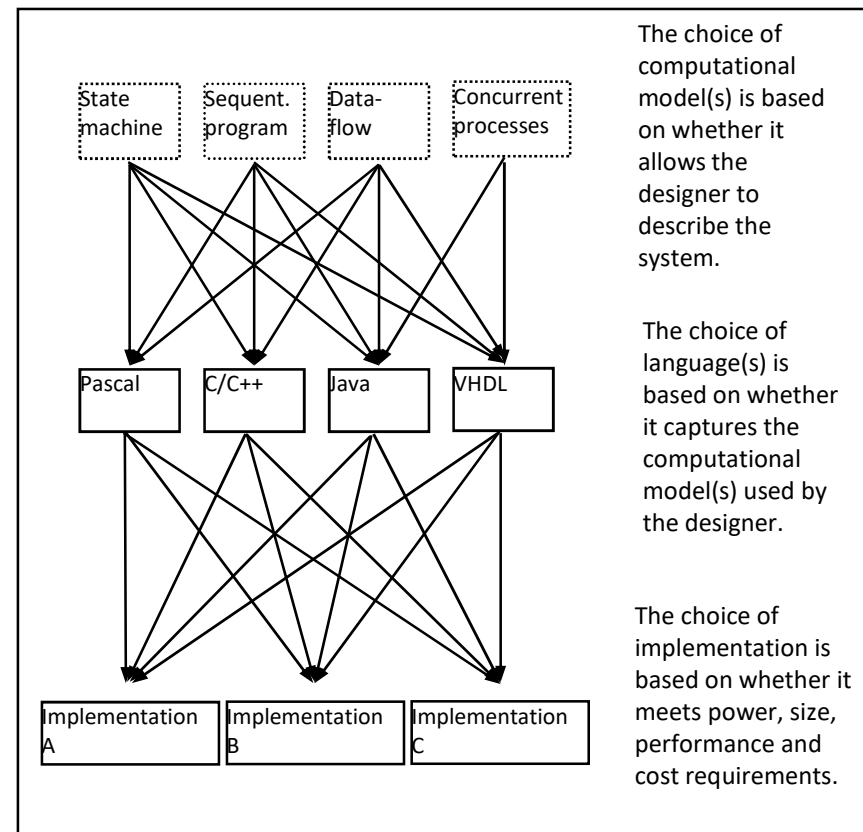 State
machine
Sequent.
program
Data-
flow
Concurrent
processes
The choice of
computational
model(s) is based
on whether it
allows the
designer to
describe the
system.
Pascal
C/C++
Java
VHDL
The choice of
language(s) is
based on whether
it captures the
computational
model(s) used by
the designer.
Implementation
A
Implementation
B
Implementation
C
The choice of
implementation is
based on whether it
meets power, size,
performance and
cost requirements.